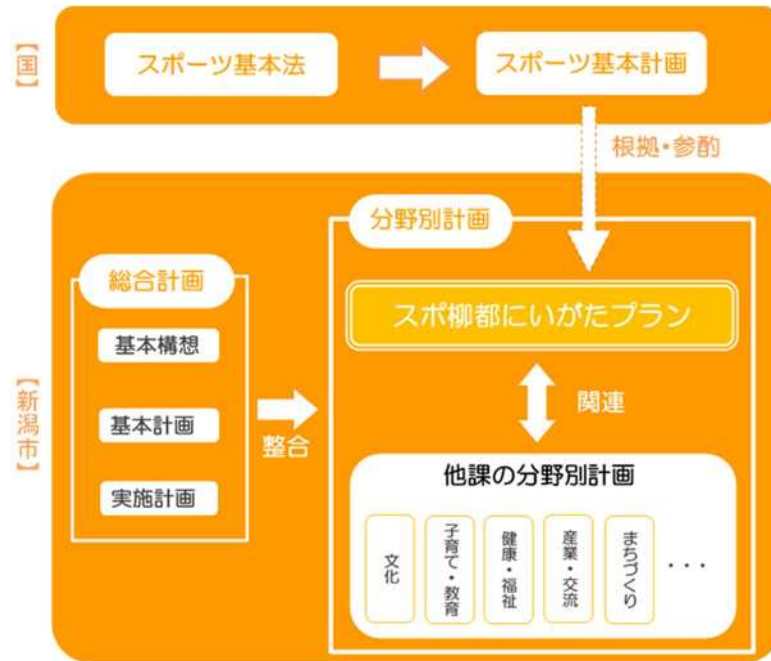 【国】
スポーツ基本法
スポーツ基本計画
根拠・参酌
【新潟市】
総合計画
基本構想
基本計画
実施計画
整合
分野別計画
スポ柳都にいがたプラン
関連
他課の分野別計画
文化
子育て・教育
健康・福祉
産業・交流
まちづくり
・・・